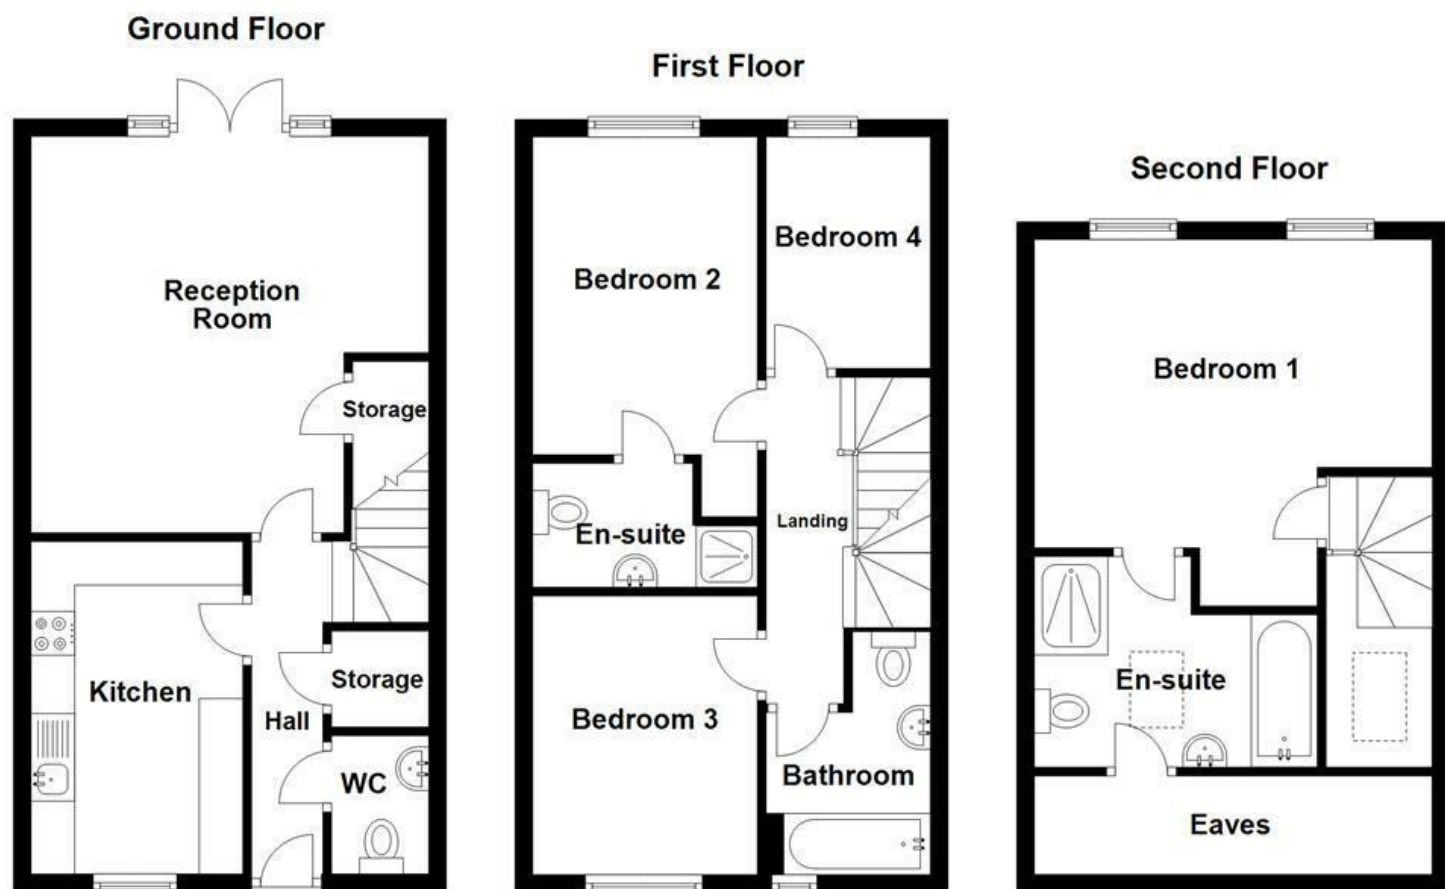 Ground Floor
Reception
Room
Storage
Kitchen
Hall
Storage
WC
First Floor
Bedroom 2
Bedroom 4
En-suite
Landing
Bedroom 3
Bathroom
Second Floor
Bedroom 1
En-suite
Eaves